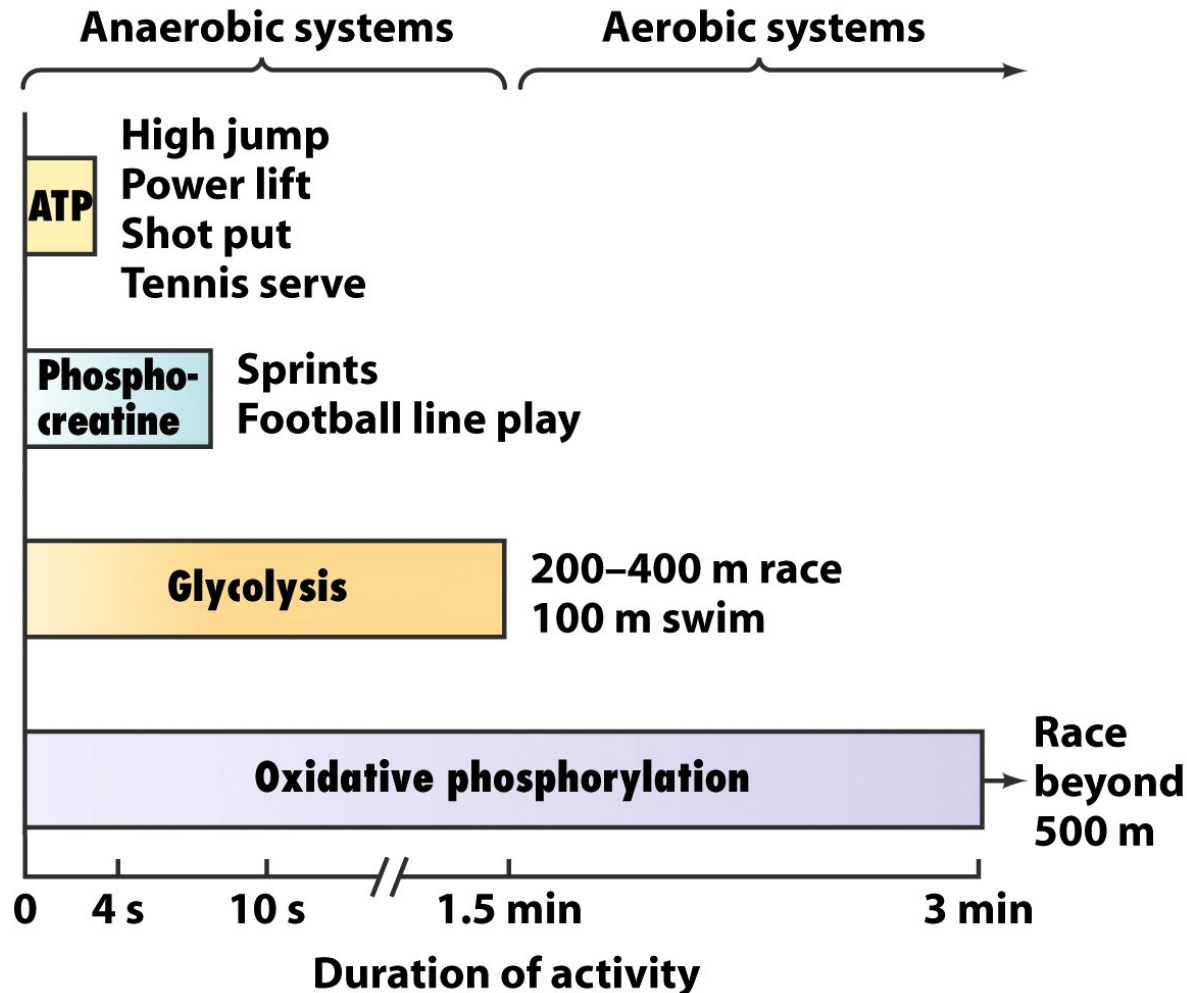 Anaerobic systems
Aerobic systems
ATP
High jump
Power lift
Shot put
Tennis serve
Phospho-
creatine
Sprints
Football line play
Glycolysis
200–400 m race
100 m swim
Oxidative phosphorylation
Race
beyond
500 m
0 4 s 10 s 1.5 min 3 min
Duration of activity